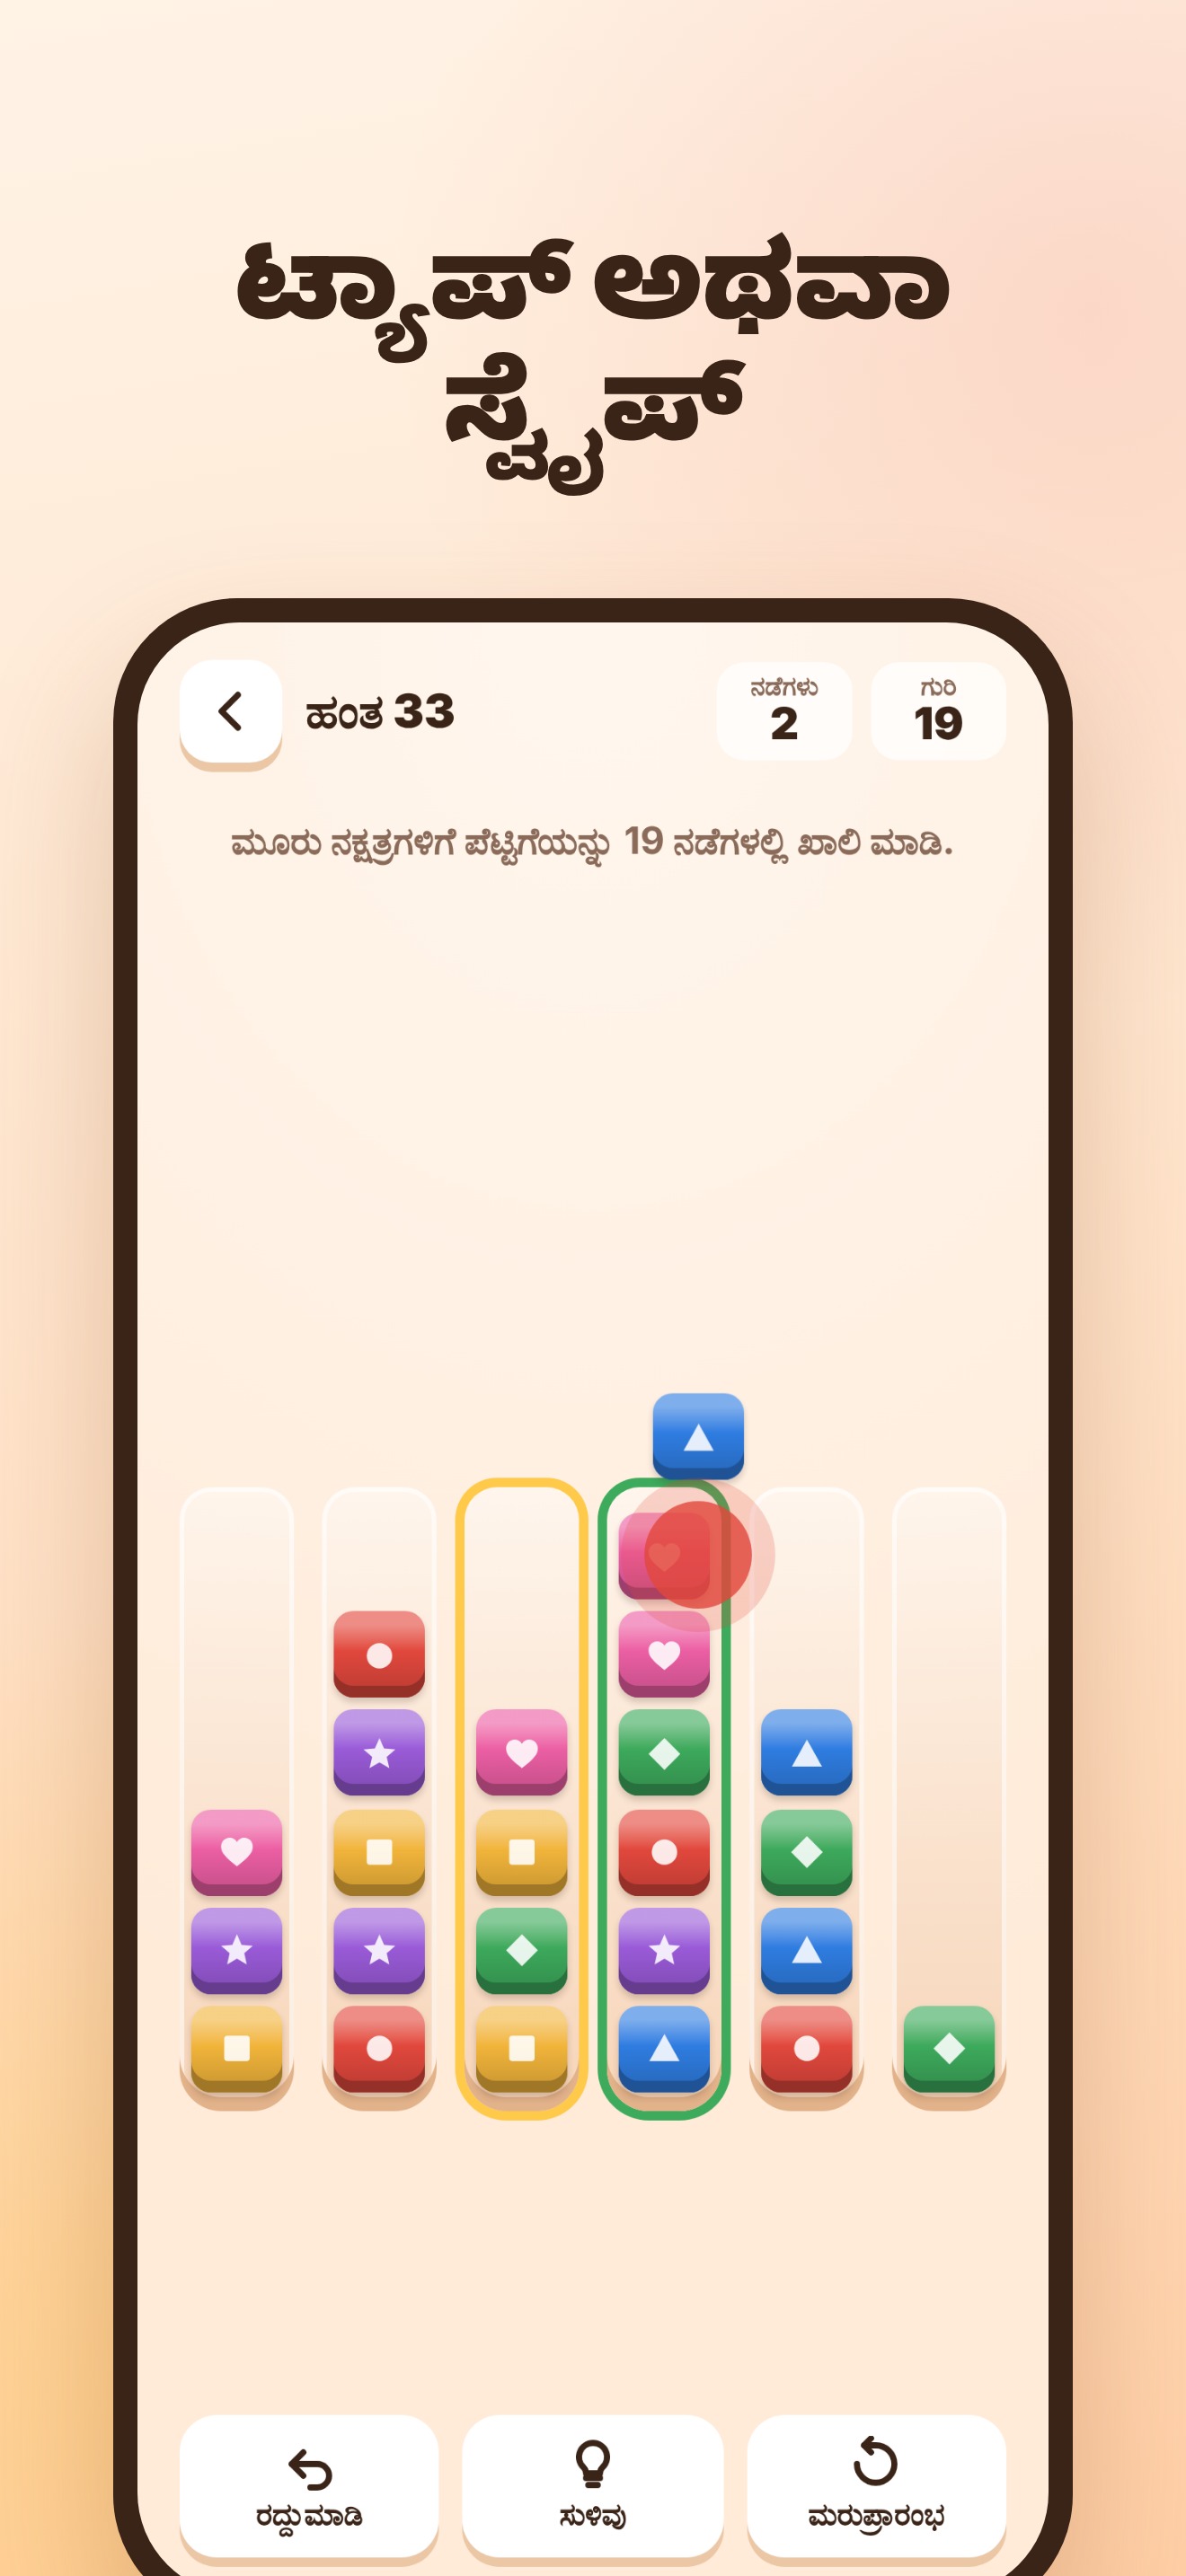 ಟ್ಯಾಪ್ ಅಥವಾ
ಸ್ವೈಪ್
ಹಂತ 33
ನಡೆಗಳು
2
ಗುರಿ
19
ಮೂರು ನಕ್ಷತ್ರಗಳಿಗೆ ಪೆಟ್ಟಿಗೆಯನ್ನು 19 ನಡೆಗಳಲ್ಲಿ ಖಾಲಿ ಮಾಡಿ.
ರದ್ದುಮಾಡಿ
ಸುಳಿವು
ಮರುಪ್ರಾರಂಭ